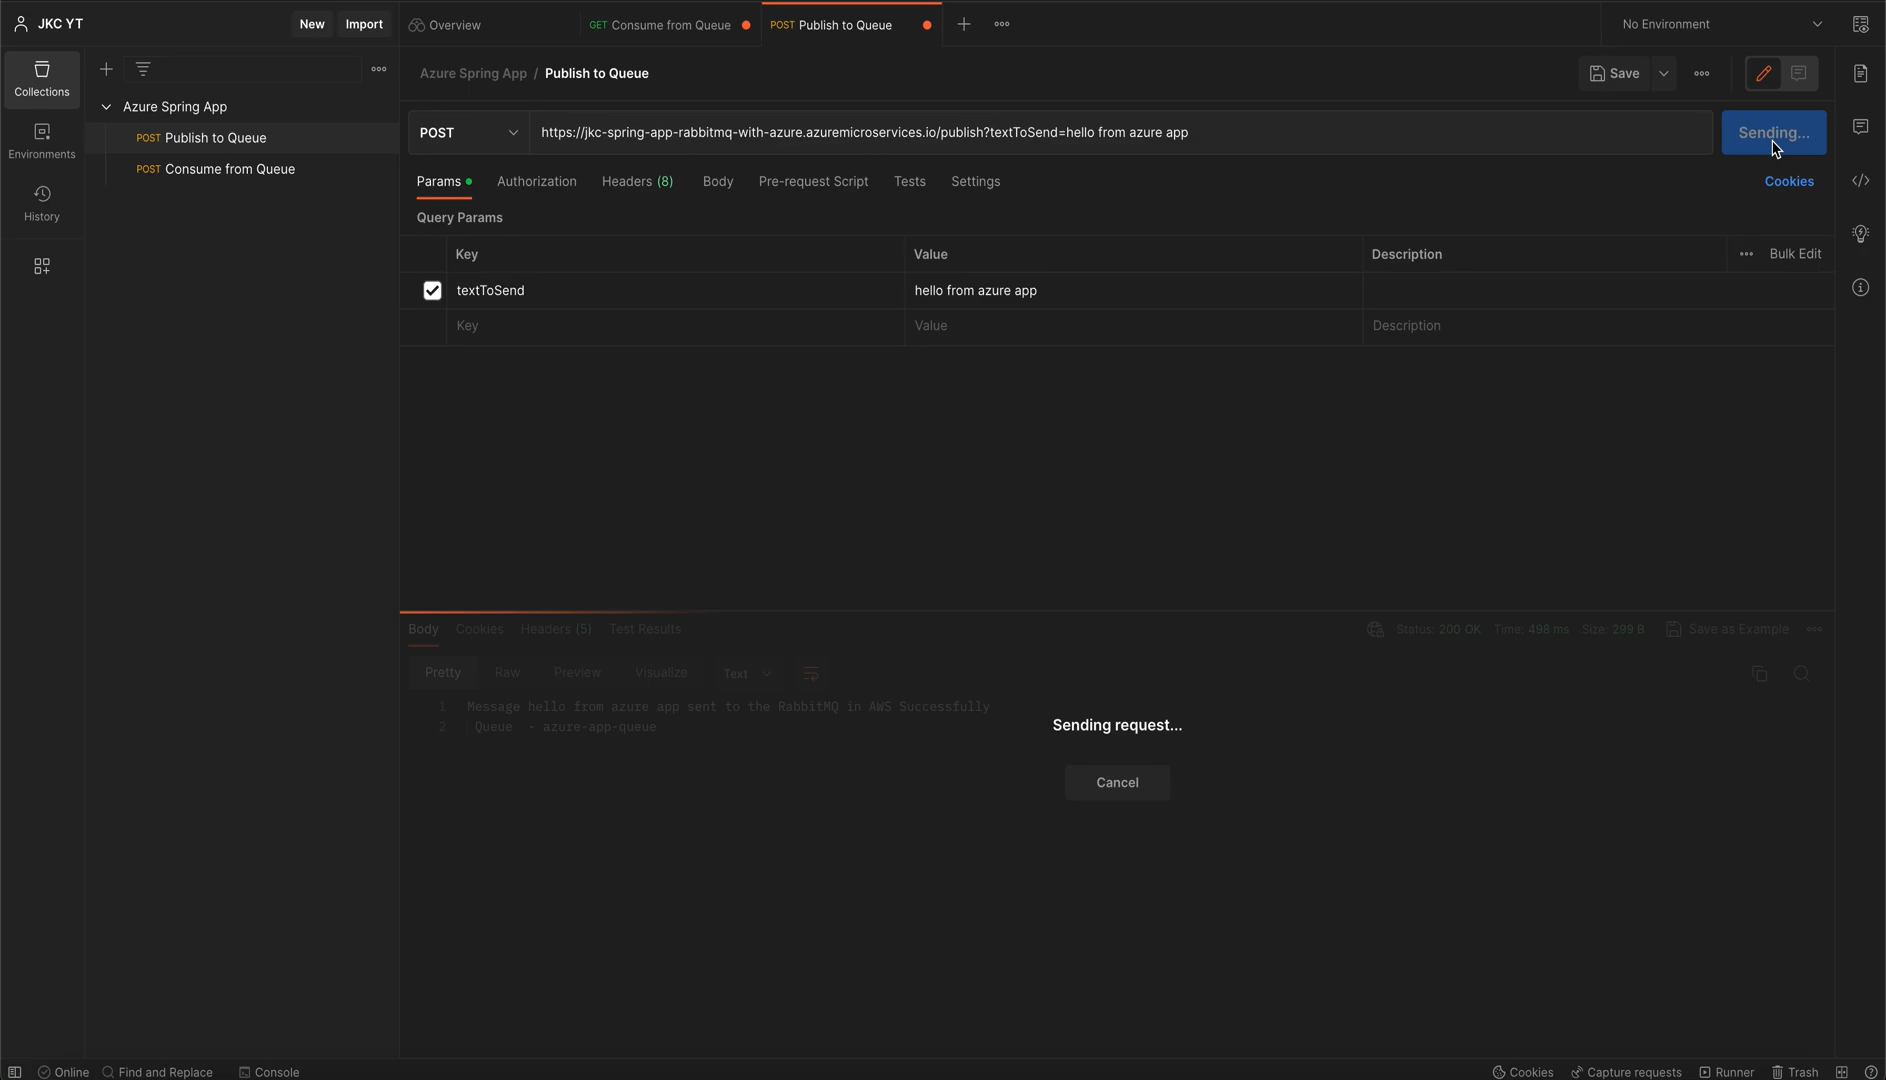 JKC YT
New
Import
Overview
GET Consume from Queue
POST Publish to Queue
No Environment
Collections
Environments
History
Azure Spring App
POST Publish to Queue
POST Consume from Queue
Azure Spring App / Publish to Queue
Save
POST
https://jkc-spring-app-rabbitmq-with-azure.azuremicroservices.io/publish?textToSend=hello from azure app
Sending...
Params
Authorization
Headers (8)
Body
Pre-request Script
Tests
Settings
Cookies
Query Params
Key
Value
Description
Bulk Edit
textToSend
hello from azure app
Key
Value
Description
Body
Cookies
Headers (5)
Test Results
Status: 200 OK
Time: 498 ms
Size: 299 B
Save as Example
Pretty
Raw
Preview
Visualize
Text
1 Message hello from azure app sent to the RabbitMQ in AWS Successfully
2 Queue - azure-app-queue
Sending request...
Cancel
Online
Find and Replace
Console
Cookies
Capture requests
Runner
Trash